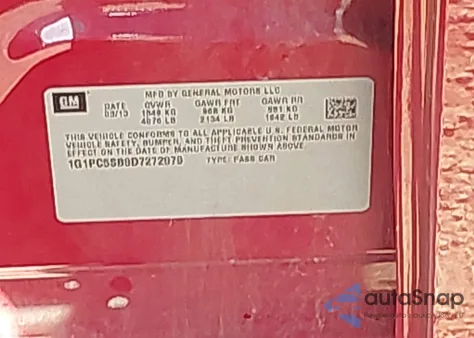 GM
MFD BY GENERAL MOTORS LLC
DATE GVWR GAWR FRT GAWR RR
03/13 1849 KG 968 KG 881 KG
4076 LB 2134 LB 1942 LB
THIS VEHICLE CONFORMS TO ALL APPLICABLE U.S. FEDERAL MOTOR
VEHICLE SAFETY, BUMPER, AND THEFT PREVENTION STANDARDS IN
EFFECT ON THE DATE OF MANUFACTURE SHOWN ABOVE.
1G1PC5SB0D7272070 TYPE: PASS CAR
autoSnap